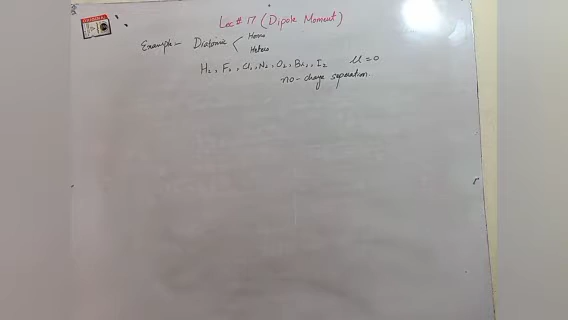 Lec # 17 (Dipole Moment)
Example - Diatomic < Homo
Hetero
H₂, F₂, Cl₂, N₂, O₂, Br₂, I₂ μ = 0
no-charge separation.